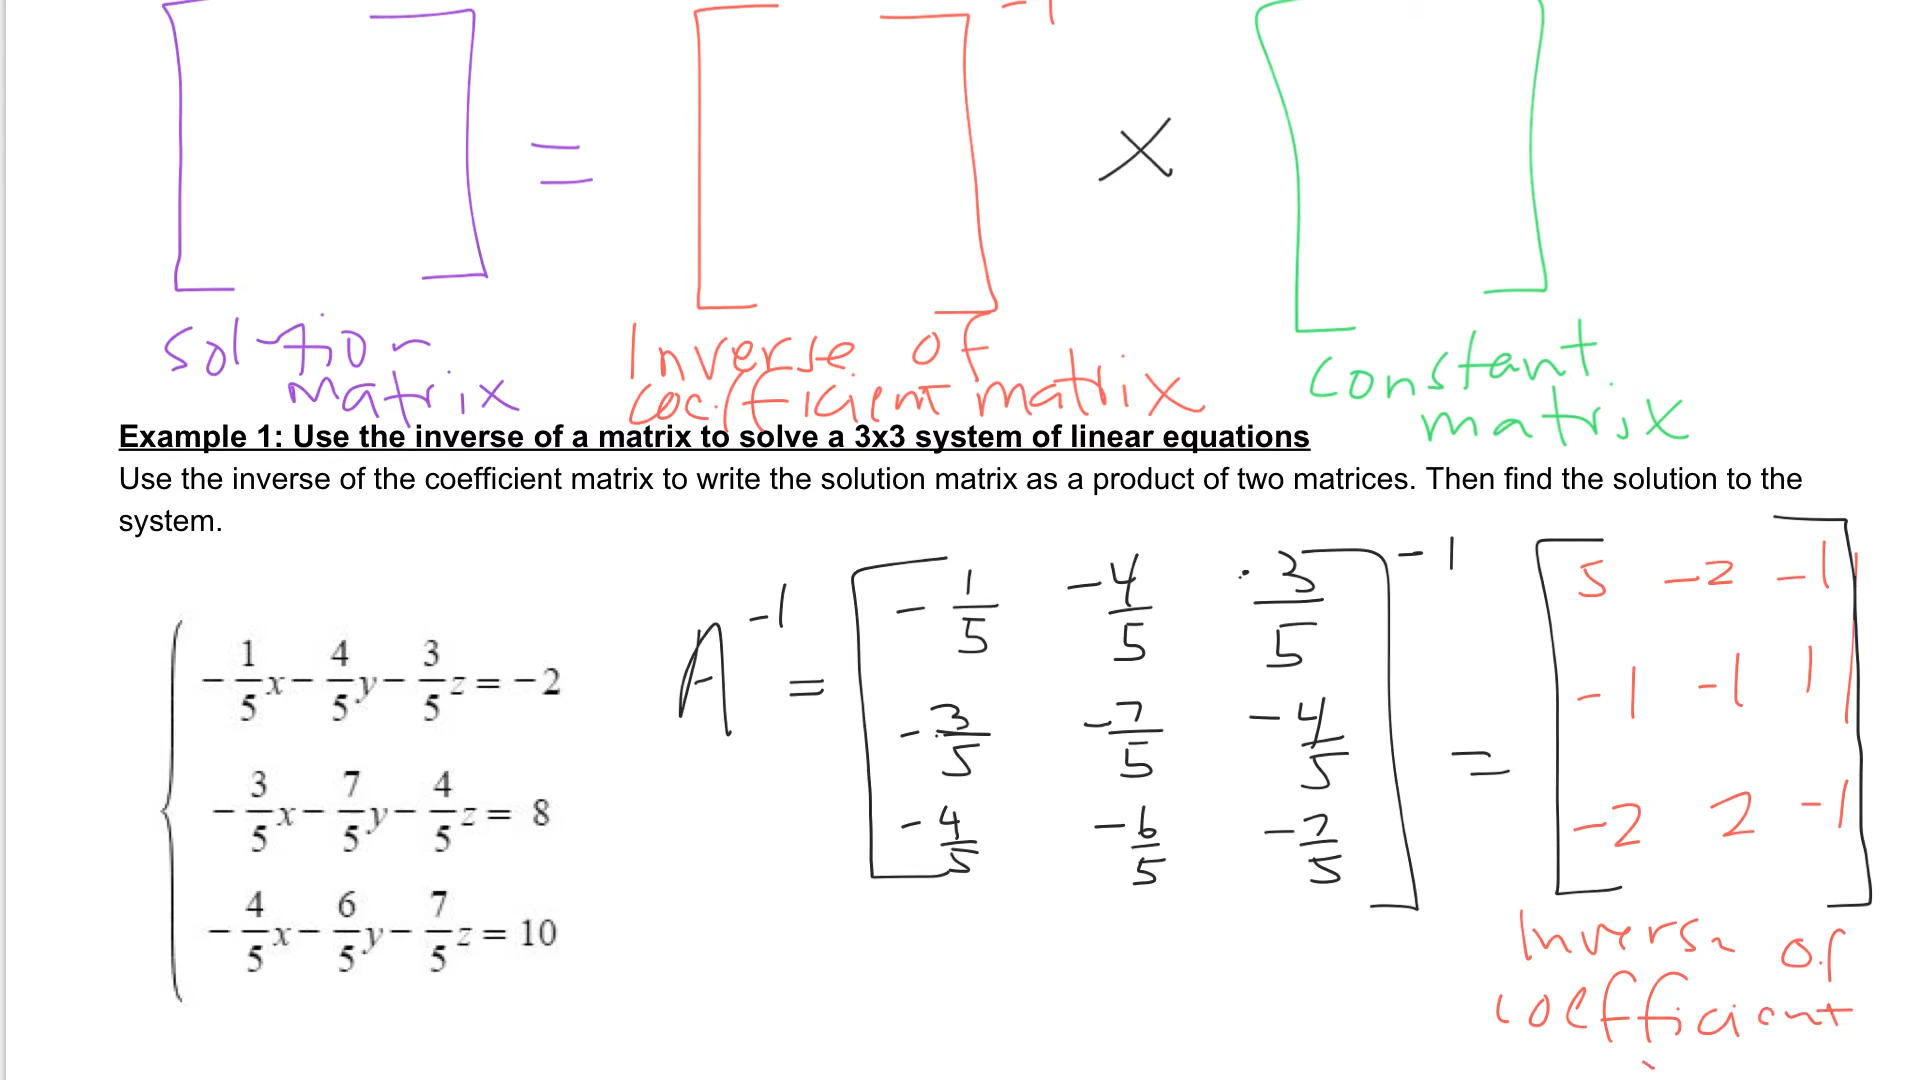 -1
=
×
Solution matrix
Inverse of coefficient matrix
constant matrix
Example 1: Use the inverse of a matrix to solve a 3x3 system of linear equations
Use the inverse of the coefficient matrix to write the solution matrix as a product of two matrices. Then find the solution to the
system.
-1/5x - 4/5y - 3/5z = -2
-3/5x - 7/5y - 4/5z = 8
-4/5x - 6/5y - 7/5z = 10
A^-1 =
-1/5 -4/5 -3/5
-3/5 -7/5 -4/5
-4/5 -6/5 -7/5
-1
=
5 -2 -1
-1 -1 1
-2 2 -1
Inverse of
coefficient